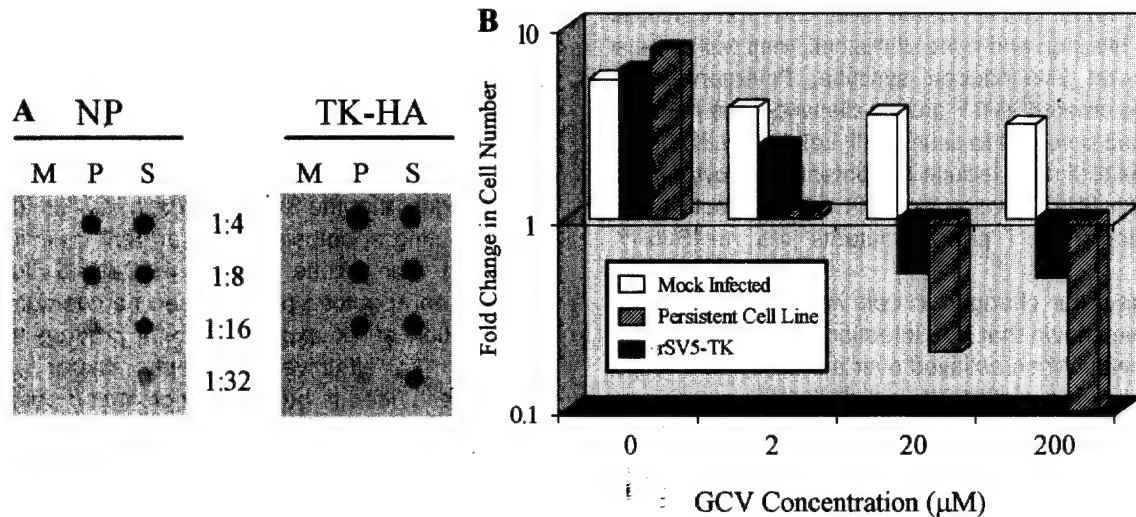 A
NP
TK-HA
M P S
M P S
1:4
1:8
1:16
1:32
B
Fold Change in Cell Number
10
1
0.1
Mock Infected
Persistent Cell Line
rSV5-TK
0 2 20 200
GCV Concentration (μM)